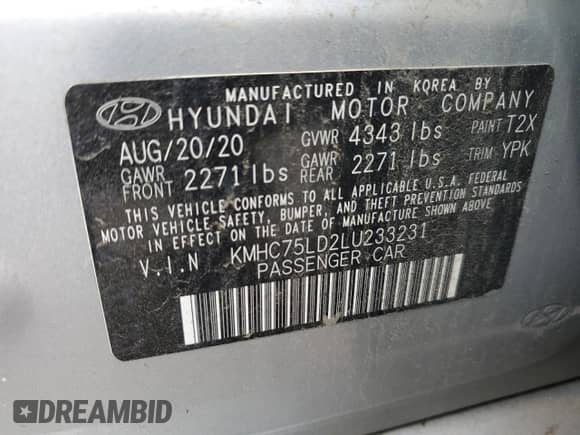 MANUFACTURED IN KOREA BY
HYUNDAI MOTOR COMPANY
AUG/20/20 GVWR 4343 lbs PAINT T2X
GAWR FRONT 2271 lbs GAWR REAR 2271 lbs TRIM YPK
THIS VEHICLE CONFORMS TO ALL APPLICABLE U.S.A. FEDERAL
MOTOR VEHICLE SAFETY, BUMPER, AND THEFT PREVENTION STANDARDS
IN EFFECT ON THE DATE OF MANUFACTURE SHOWN ABOVE
V.I.N KMHC75LD2LU233231
PASSENGER CAR
DREAMBID